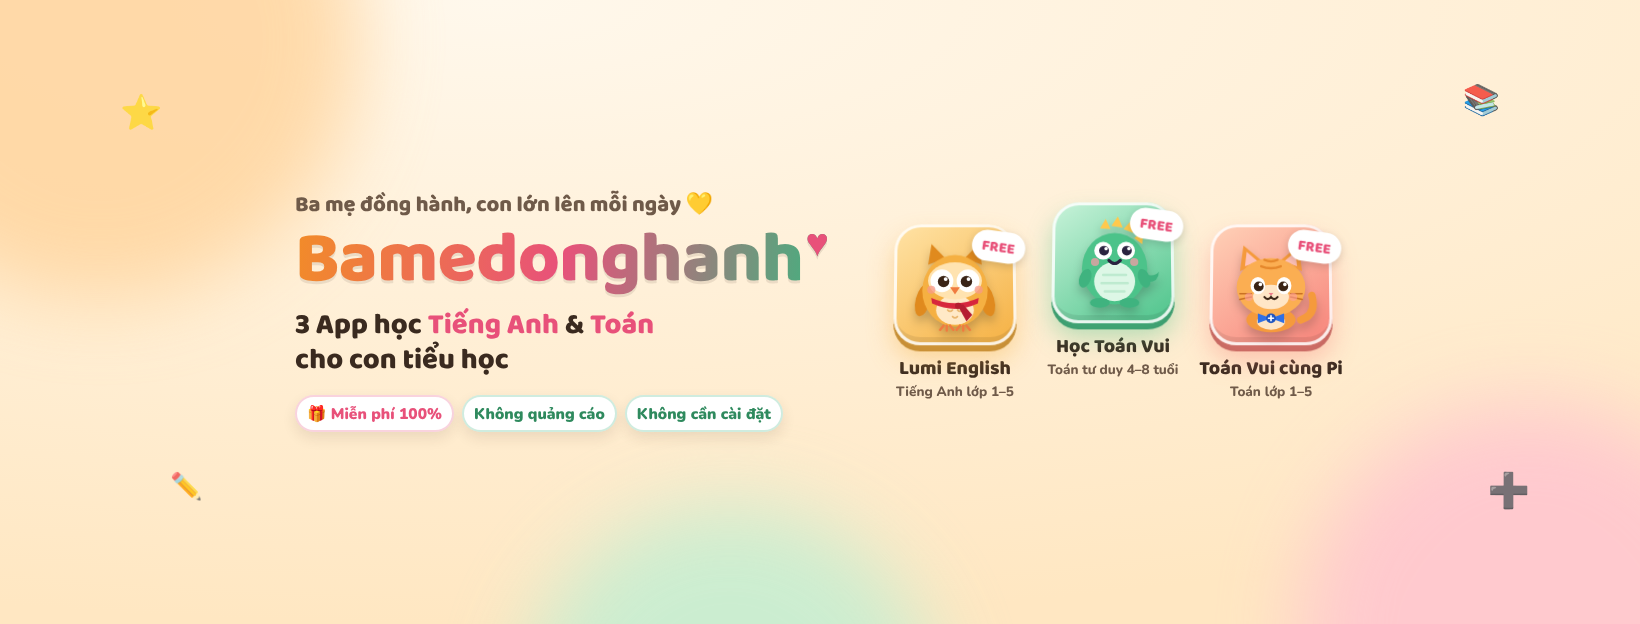 Ba mẹ đồng hành, con lớn lên mỗi ngày 💛
Bamedonghanh♥
3 App học Tiếng Anh & Toán
cho con tiểu học
🎁 Miễn phí 100%
Không quảng cáo
Không cần cài đặt
FREE
Lumi English
Tiếng Anh lớp 1–5
FREE
Học Toán Vui
Toán tư duy 4–8 tuổi
FREE
Toán Vui cùng Pi
Toán lớp 1–5